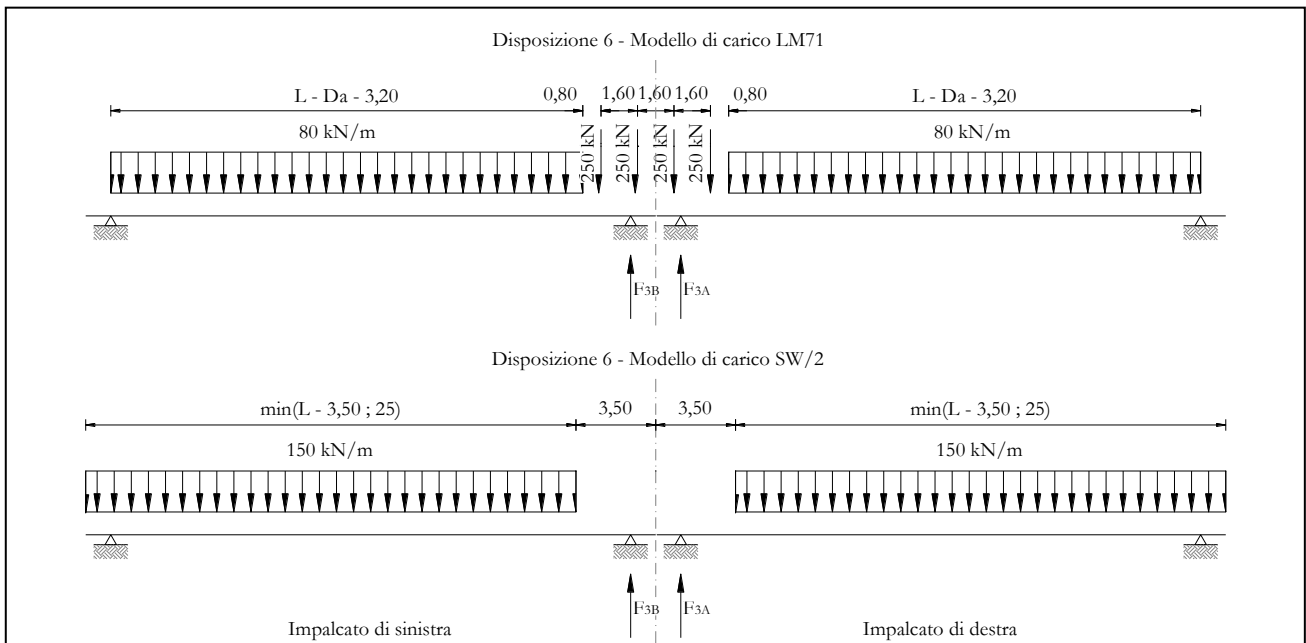 Disposizione 6 - Modello di carico LM71
L - Da - 3,20 0,80 1,60 1,60 1,60 0,80 L - Da - 3,20
80 kN/m 250 kN 250 kN 250 kN 250 kN 80 kN/m
F3B F3A
Disposizione 6 - Modello di carico SW/2
min(L - 3,50 ; 25) 3,50 3,50 min(L - 3,50 ; 25)
150 kN/m 150 kN/m
F3B F3A
Impalcato di sinistra Impalcato di destra